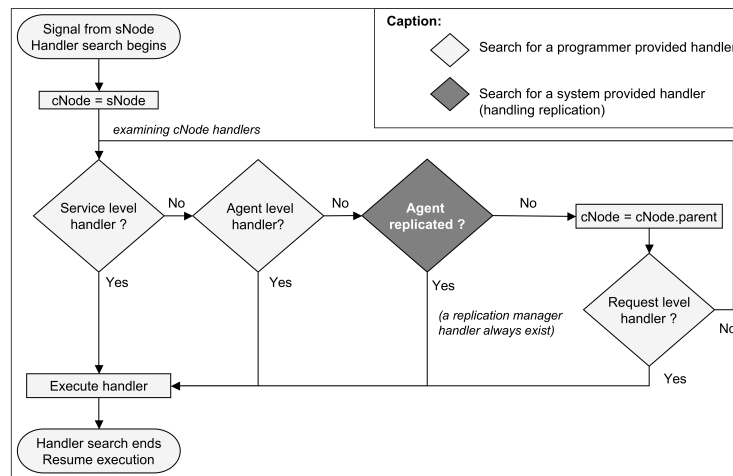 Signal from sNode
Handler search begins
Caption:
Search for a programmer provided handler
Search for a system provided handler
(handling replication)
cNode = sNode
examining cNode handlers
Service level
handler ?
No
Agent level
handler?
No
Agent
replicated ?
No
cNode = cNode.parent
Yes
Yes
Yes
(a replication manager
handler always exist)
Request level
handler ?
No
Yes
Execute handler
Handler search ends
Resume execution